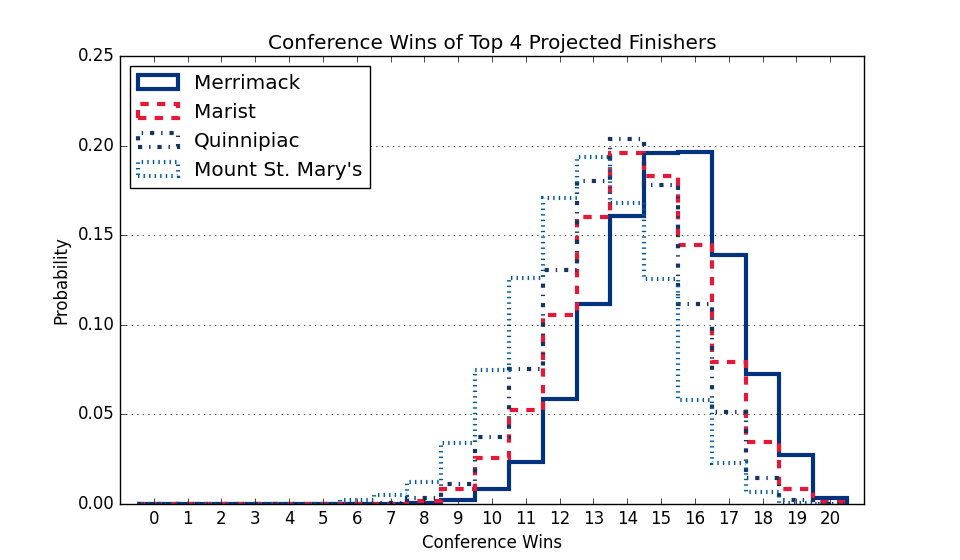 Conference Wins of Top 4 Projected Finishers
0.25
0.20
0.15
0.10
0.05
0.00
Probability
Merrimack
Marist
Quinnipiac
Mount St. Mary's
0 1 2 3 4 5 6 7 8 9 10 11 12 13 14 15 16 17 18 19 20
Conference Wins